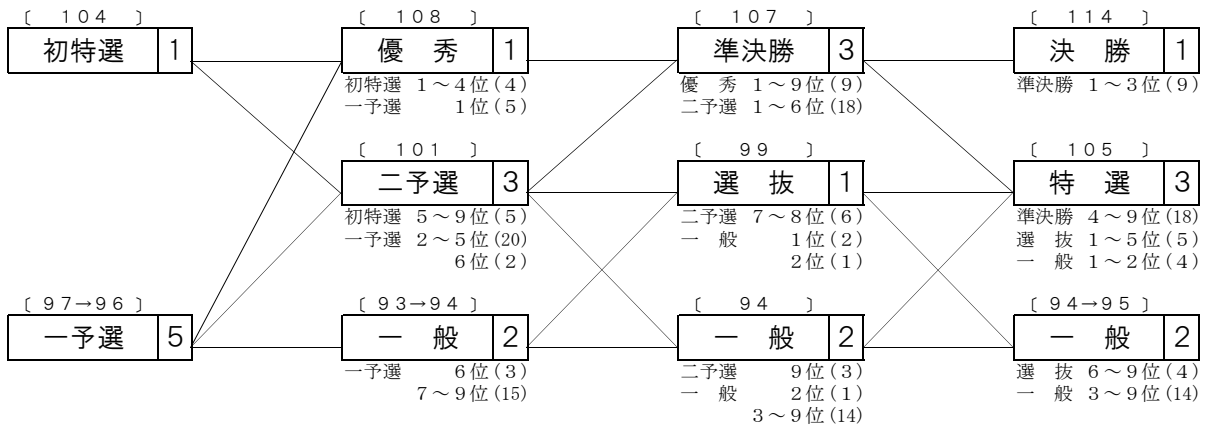 〔 １０４ 〕
初特選 1
〔 １０８ 〕
優 秀 1
初特選 １～４位(４)
一予選 １位(５)
〔 １０７ 〕
準決勝 3
優 秀 １～９位(９)
二予選 １～６位(18)
〔 １１４ 〕
決 勝 1
準決勝 １～３位(９)
〔 １０１ 〕
二予選 3
初特選 ５～９位(５)
一予選 ２～５位(20)
６位(２)
〔 ９９ 〕
選 抜 1
二予選 ７～８位(６)
一 般 １位(２)
２位(１)
〔 １０５ 〕
特 選 3
準決勝 ４～９位(18)
選 抜 １～５位(５)
一 般 １～２位(４)
〔 ９７→９６ 〕
一予選 5
〔 ９３→９４ 〕
一 般 2
一予選 ６位(３)
７～９位(15)
〔 ９４ 〕
一 般 2
二予選 ９位(３)
一 般 ２位(１)
３～９位(14)
〔 ９４→９５ 〕
一 般 2
選 抜 ６～９位(４)
一 般 ３～９位(14)